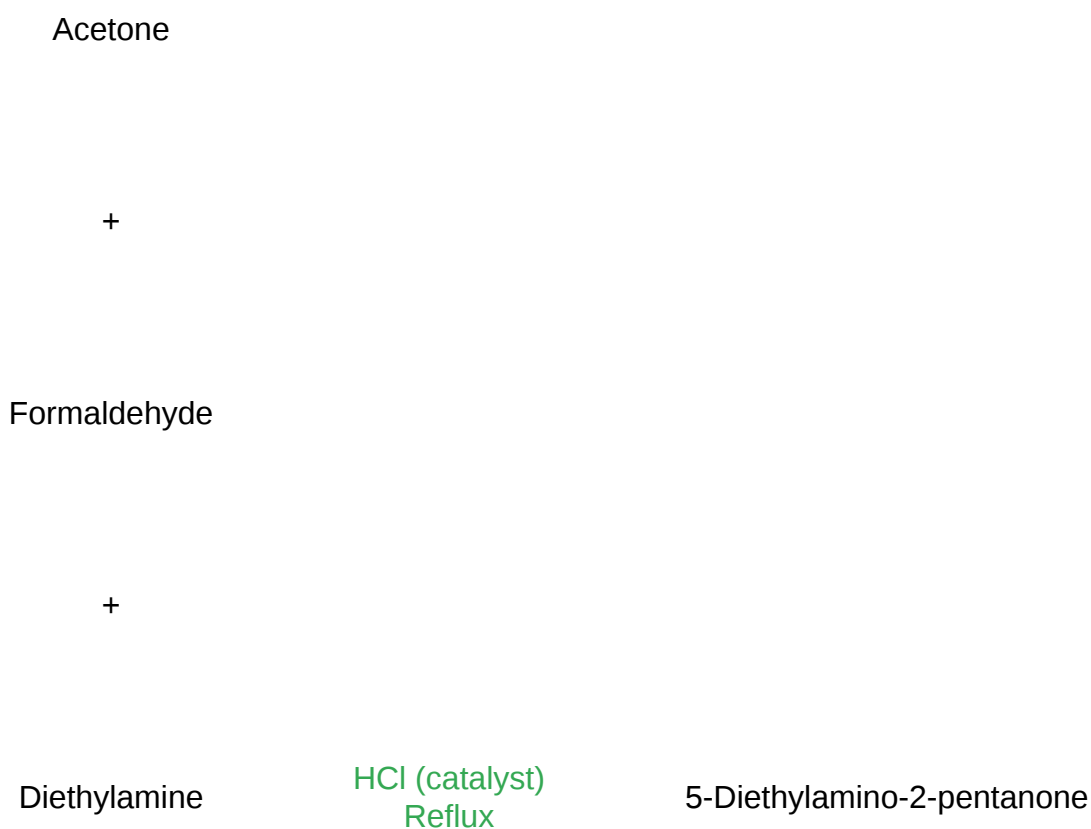 Acetone
+
Formaldehyde
+
Diethylamine
HCl (catalyst)
Reflux
5-Diethylamino-2-pentanone